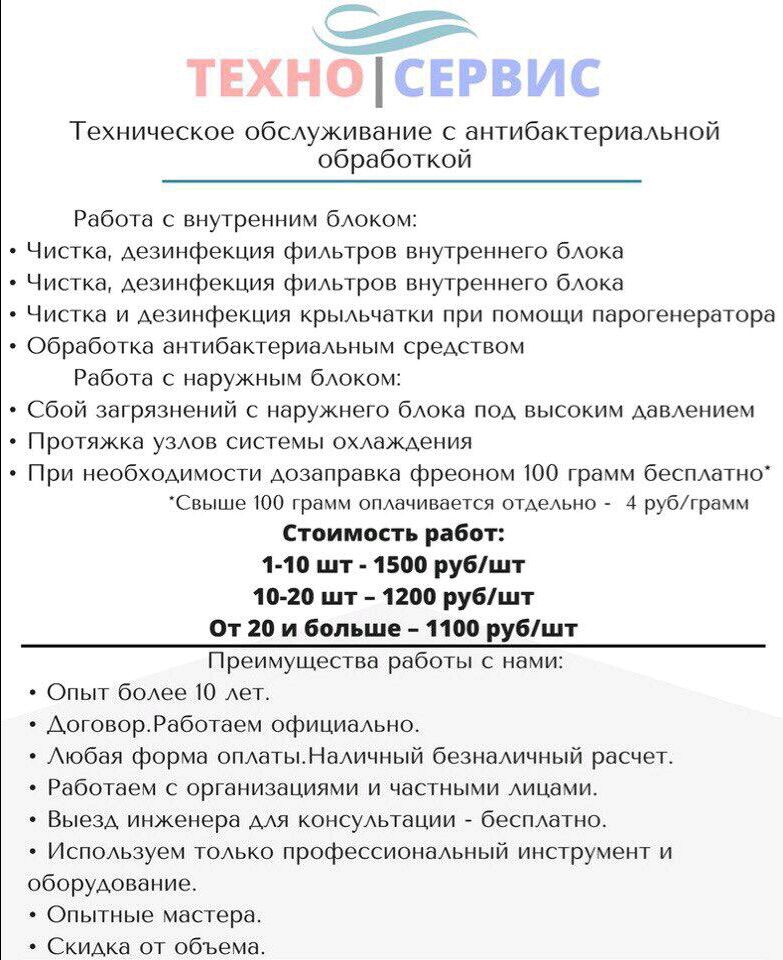 ТЕХНО|СЕРВИС
Техническое обслуживание с антибактериальной
обработкой
Работа с внутренним блоком:
• Чистка, дезинфекция фильтров внутреннего блока
• Чистка, дезинфекция фильтров внутреннего блока
• Чистка и дезинфекция крыльчатки при помощи парогенератора
• Обработка антибактериальным средством
Работа с наружным блоком:
• Сбой загрязнений с наружнего блока под высоким давлением
• Протяжка узлов системы охлаждения
• При необходимости дозаправка фреоном 100 грамм бесплатно*
*Свыше 100 грамм оплачивается отдельно - 4 руб/грамм
Стоимость работ:
1-10 шт - 1500 руб/шт
10-20 шт – 1200 руб/шт
От 20 и больше – 1100 руб/шт
Преимущества работы с нами:
• Опыт более 10 лет.
• Договор.Работаем официально.
• Любая форма оплаты.Наличный безналичный расчет.
• Работаем с организациями и частными лицами.
• Выезд инженера для консультации - бесплатно.
• Используем только профессиональный инструмент и
оборудование.
• Опытные мастера.
• Скидка от объема.